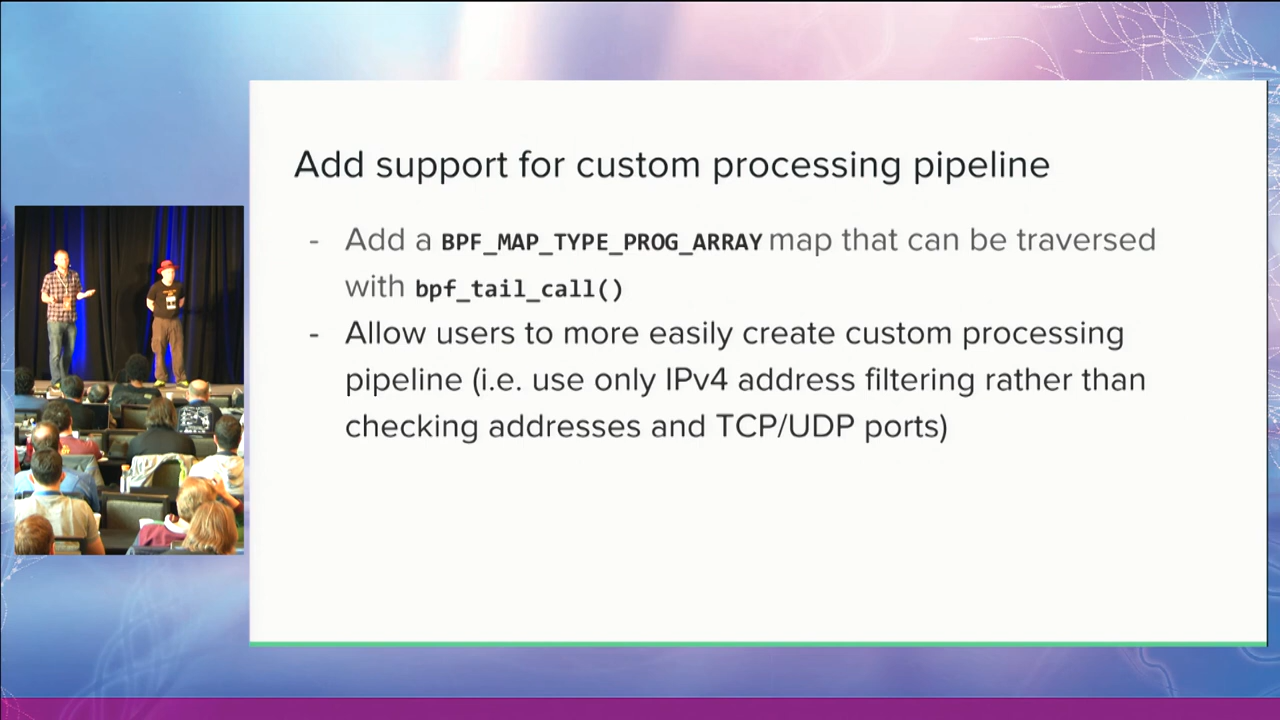 Add support for custom processing pipeline
- Add a BPF_MAP_TYPE_PROG_ARRAY map that can be traversed
with bpf_tail_call()
- Allow users to more easily create custom processing
pipeline (i.e. use only IPv4 address filtering rather than
checking addresses and TCP/UDP ports)